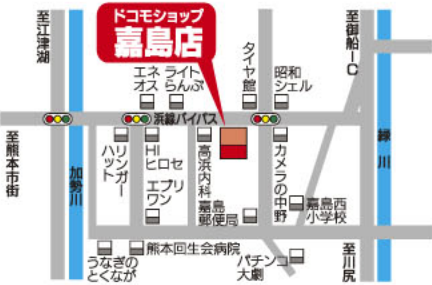 ドコモショップ
嘉島店
至江津湖
至御船IC
エネオス
ライトらんぷ
タイヤ館
昭和シェル
浜線バイパス
至熊本市街
加勢川
緑川
リンガーハット
HIヒロセ
エブリワン
高浜内科
嘉島郵便局
カメラの中野
嘉島西小学校
うなぎのとくなが
熊本回生会病院
パチンコ大劇
至川尻